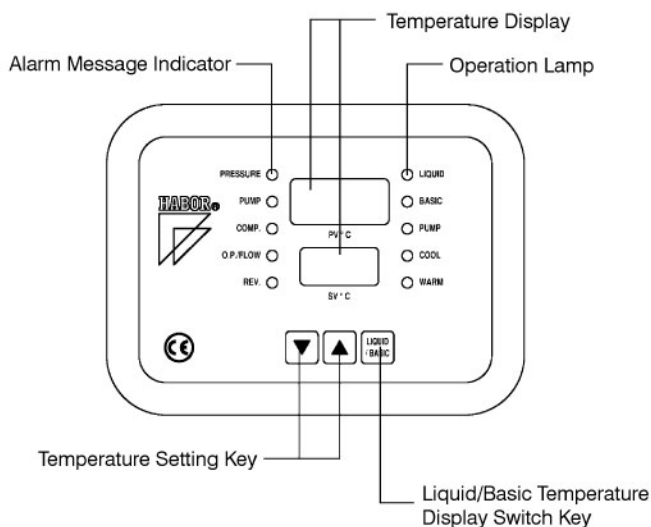 Temperature Display
Alarm Message Indicator
Operation Lamp
PRESSURE
LIQUID
HABOR®
PUMP
BASIC
COMP.
PV°C
PUMP
O.P./FLOW
COOL
REV.
SV°C
WARM
CE
LIQUID
/ BASIC
Temperature Setting Key
Liquid/Basic Temperature
Display Switch Key